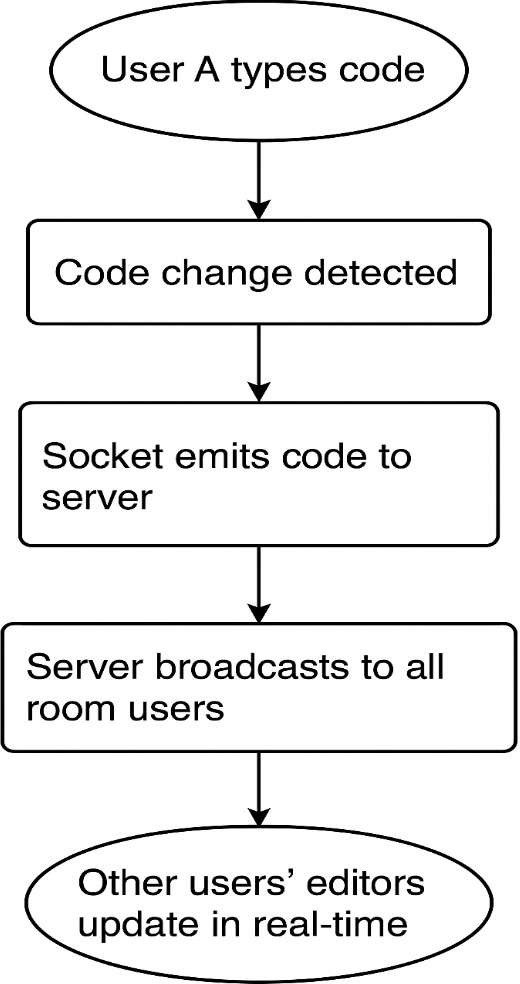 User A types code
Code change detected
Socket emits code to
server
Server broadcasts to all
room users
Other users’ editors
update in real-time